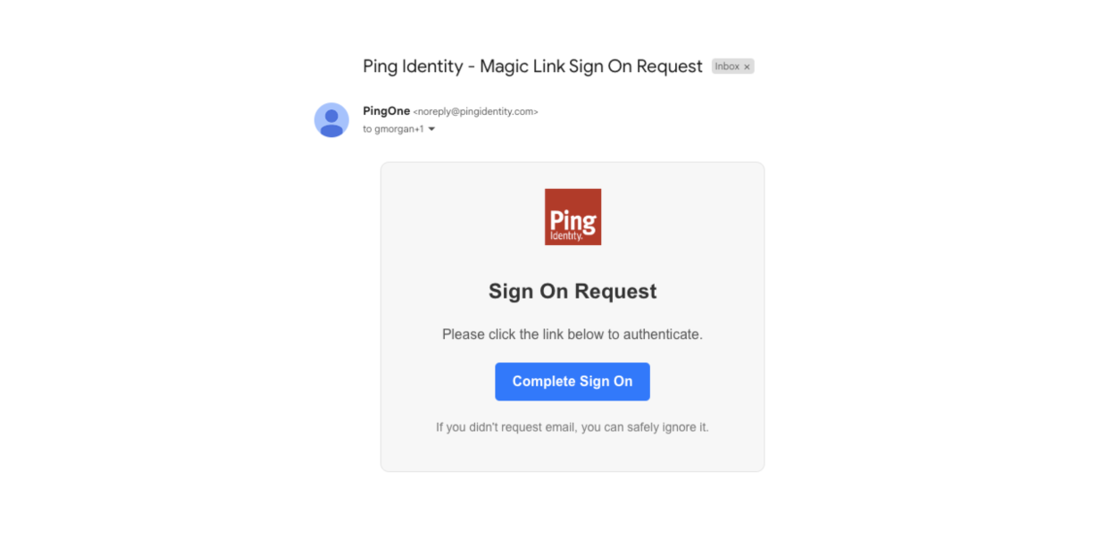 Ping Identity - Magic Link Sign On Request Inbox ×
PingOne <noreply@pingidentity.com>
to gmorgan+1
Ping
Identity.
Sign On Request
Please click the link below to authenticate.
Complete Sign On
If you didn't request email, you can safely ignore it.